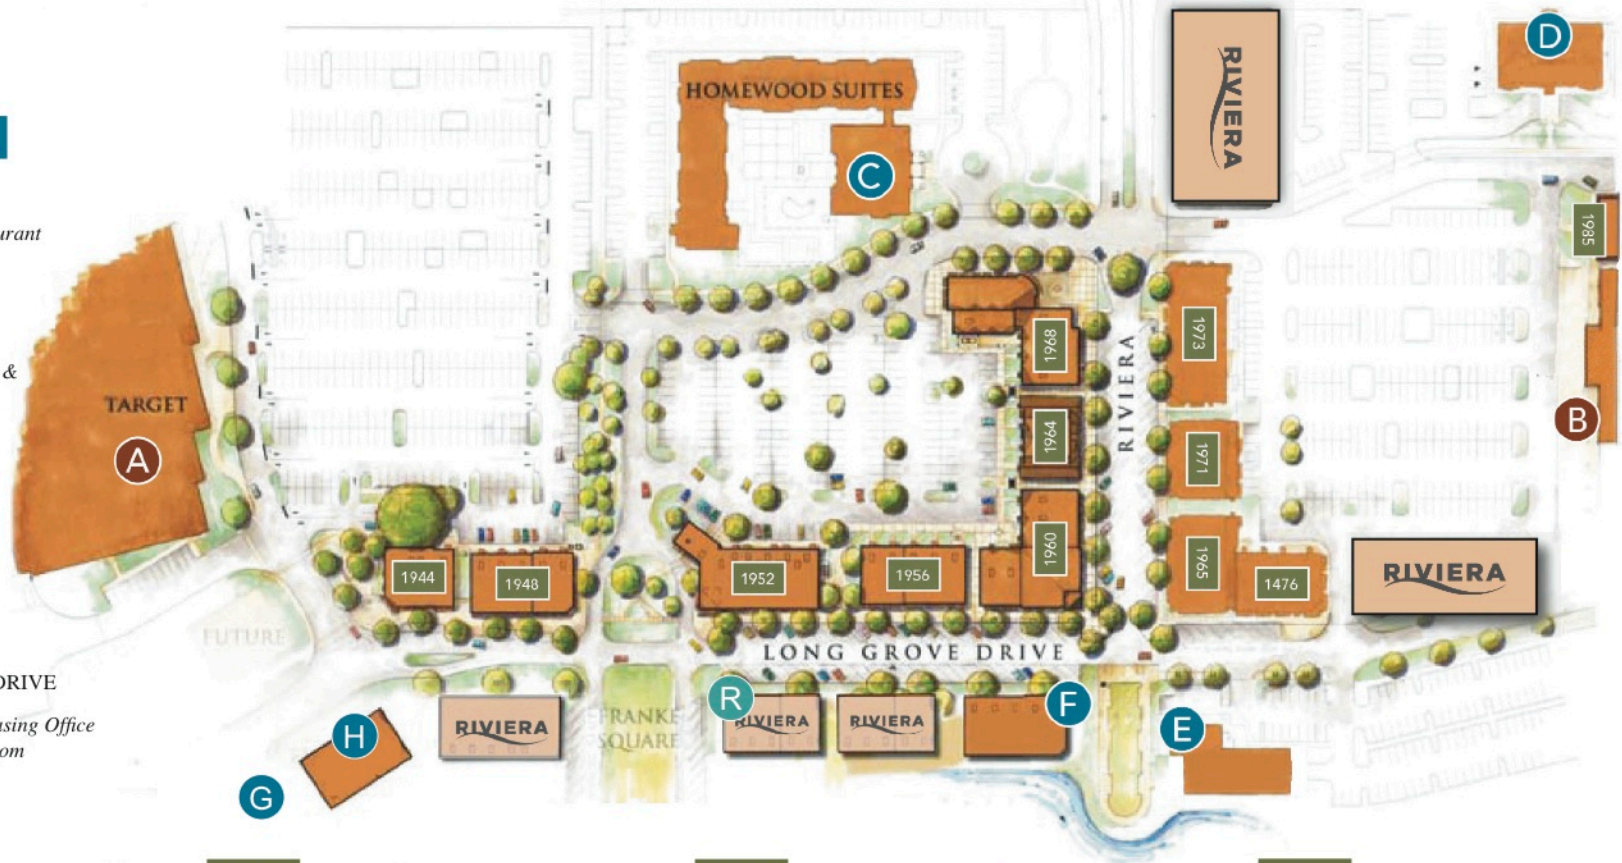 D
RIVIERA
HOMEWOOD SUITES
C
1985
urant
1968
1973
RIVIERA
&
TARGET
B
A
1964
1971
1960
1965
1944
1948
1952
1956
1476
RIVIERA
FUTURE
LONG GROVE DRIVE
DRIVE
R
RIVIERA
RIVIERA
RIVIERA
FRANKE
SQUARE
F
E
H
sing Office
om
G